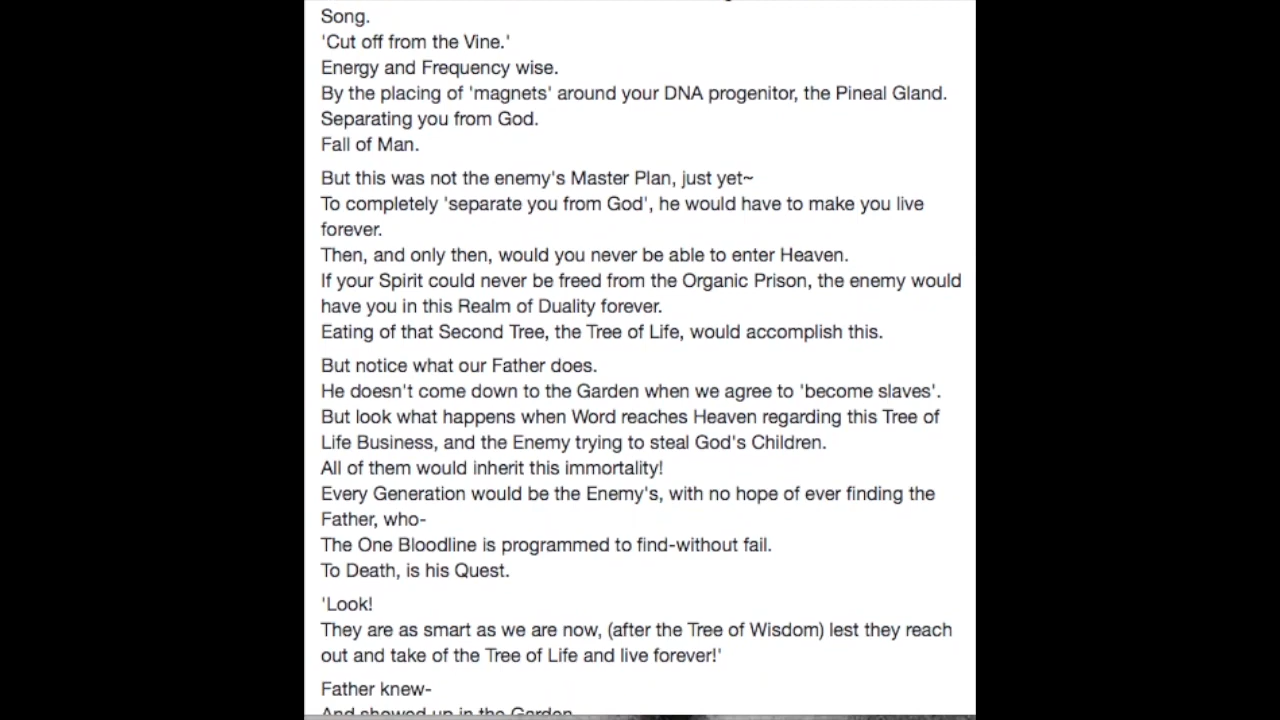 Song.
'Cut off from the Vine.'
Energy and Frequency wise.
By the placing of 'magnets' around your DNA progenitor, the Pineal Gland.
Separating you from God.
Fall of Man.
But this was not the enemy's Master Plan, just yet~
To completely 'separate you from God', he would have to make you live
forever.
Then, and only then, would you never be able to enter Heaven.
If your Spirit could never be freed from the Organic Prison, the enemy would
have you in this Realm of Duality forever.
Eating of that Second Tree, the Tree of Life, would accomplish this.
But notice what our Father does.
He doesn't come down to the Garden when we agree to 'become slaves'.
But look what happens when Word reaches Heaven regarding this Tree of
Life Business, and the Enemy trying to steal God's Children.
All of them would inherit this immortality!
Every Generation would be the Enemy's, with no hope of ever finding the
Father, who-
The One Bloodline is programmed to find-without fail.
To Death, is his Quest.
'Look!
They are as smart as we are now, (after the Tree of Wisdom) lest they reach
out and take of the Tree of Life and live forever!'
Father knew-
And showed up in the Garden